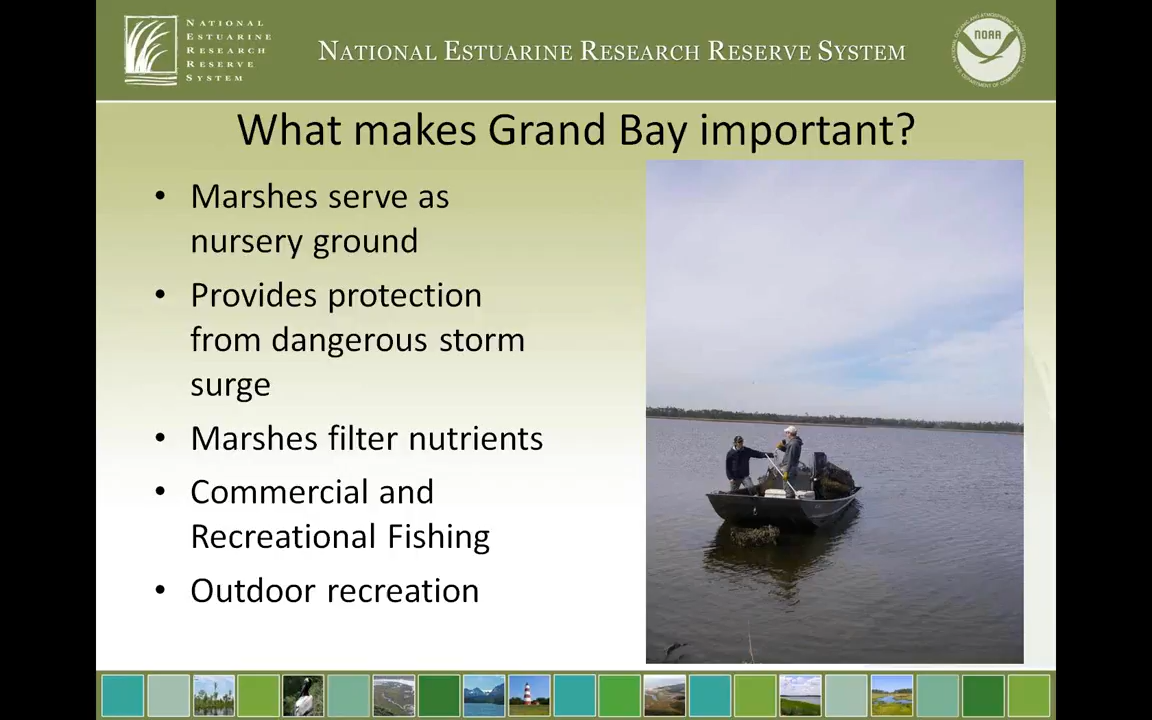 NATIONAL
ESTUARINE
RESEARCH
RESERVE
SYSTEM
NATIONAL ESTUARINE RESEARCH RESERVE SYSTEM
NOAA
What makes Grand Bay important?
• Marshes serve as
nursery ground
• Provides protection
from dangerous storm
surge
• Marshes filter nutrients
• Commercial and
Recreational Fishing
• Outdoor recreation